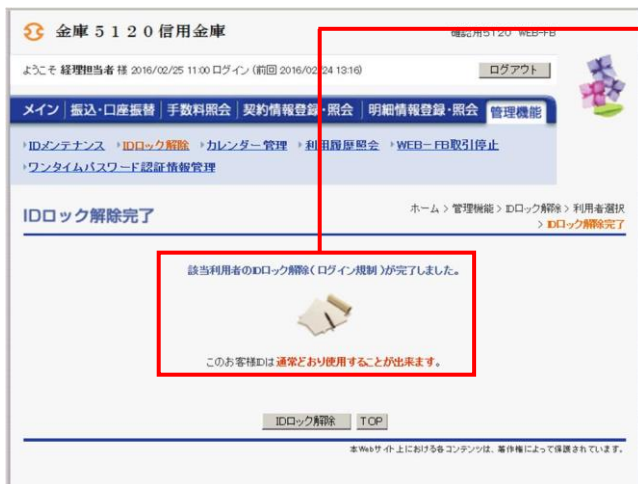 金庫5120信用金庫
確認用5120 WEB-FB
ようこそ 経理担当者 様 2016/02/25 11:00 ログイン (前回 2016/02/24 13:16)
ログアウト
メイン 振込・口座振替 手数料照会 契約情報登録・照会 明細情報登録・照会 管理機能
IDメンテナンス IDロック解除 カレンダー管理 利用履歴照会 WEB-FB取引停止
ワンタイムパスワード認証情報管理
IDロック解除完了
ホーム > 管理機能 > IDロック解除 > 利用者選択
> IDロック解除完了
該当利用者のIDロック解除(ログイン規制)が完了しました。
このお客様IDは通常どおり使用することが出来ます。
IDロック解除 TOP
本Webサイト上における各コンテンツは、著作権によって保護されています。